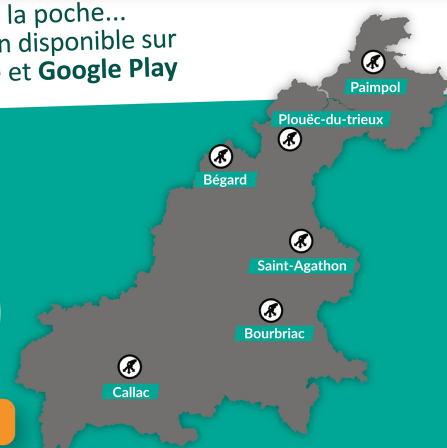 la poche...
n disponible sur
et Google Play
Paimpol
Plouëc-du-trieux
Bégard
Saint-Agathon
Bourbriac
Callac